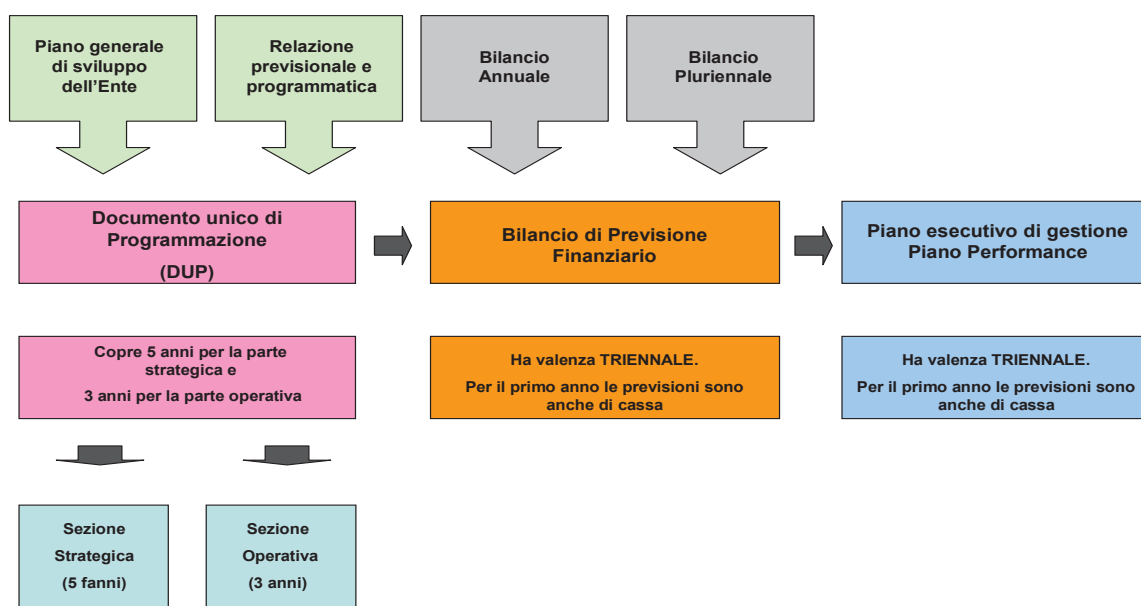 Piano generale
di sviluppo
dell'Ente
Relazione
previsionale e
programmatica
Bilancio
Annuale
Bilancio
Pluriennale
Documento unico di
Programmazione
(DUP)
Bilancio di Previsione
Finanziario
Piano esecutivo di gestione
Piano Performance
Copre 5 anni per la parte
strategica e
3 anni per la parte operativa
Ha valenza TRIENNALE.
Per il primo anno le previsioni sono
anche di cassa
Ha valenza TRIENNALE.
Per il primo anno le previsioni sono
anche di cassa
Sezione
Strategica
(5 fanni)
Sezione
Operativa
(3 anni)